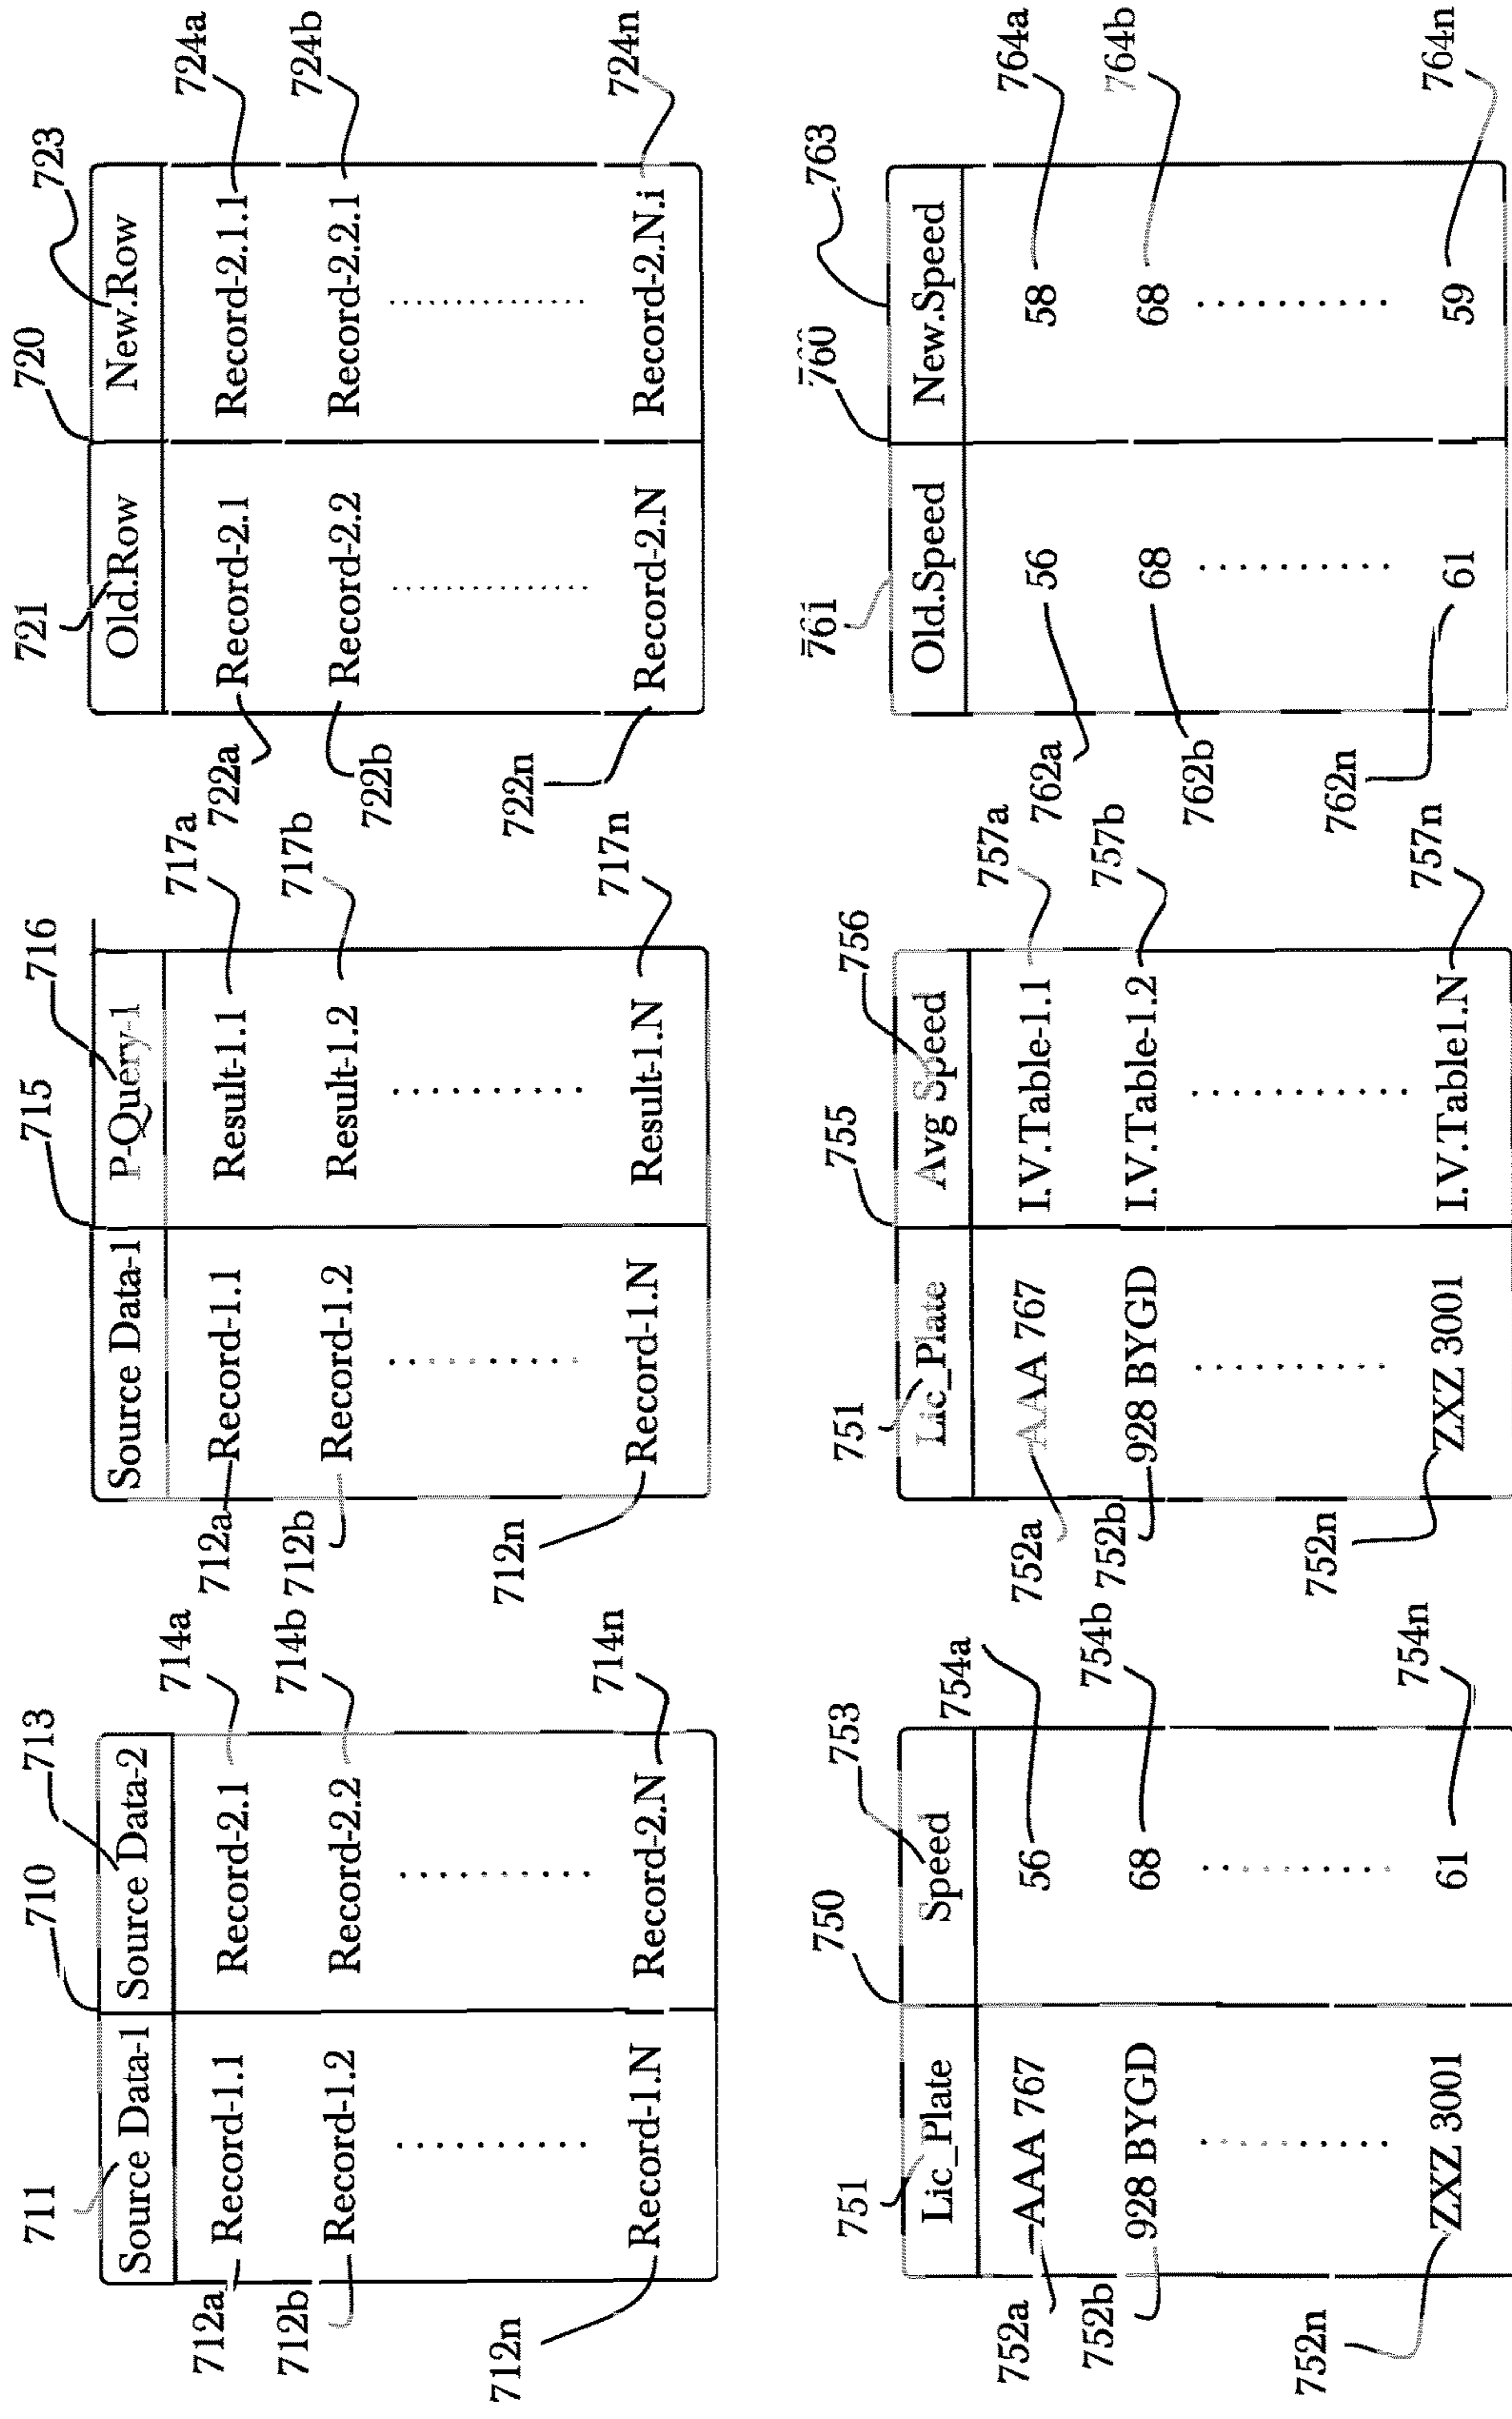 711
710
713
Source Data-1 Source Data-2
712a Record-1.1 Record-2.1 714a
712b Record-1.2 Record-2.2 714b
..........  ..........
712n Record-1.N Record-2.N 714n
715
716
Source Data-1 P-Query-1
712a Record-1.1 Result-1.1 717a
712b Record-1.2 Result-1.2 717b
..........  ..........
712n Record-1.N Result-1.N 717n
721
720
723
Old.Row New.Row
722a Record-2.1 Record-2.1.1 724a
722b Record-2.2 Record-2.2.1 724b
..........  ..........
722n Record-2.N Record-2.N.i 724n
751
750
753
Lic_Plate Speed
752a AAA 767 56 754a
752b 928 BYGD 68 754b
..........  ..........
752n ZXZ 3001 61 754n
751
755
756
Lic_Plate Avg Speed
752a AAA 767 I.V.Table-1.1 757a
752b 928 BYGD I.V.Table-1.2 757b
..........  ..........
752n ZXZ 3001 I.V.Table1.N 757n
761
760
763
Old.Speed New.Speed
762a 56 58 764a
762b 68 68 764b
..........  ..........
762n 61 59 764n